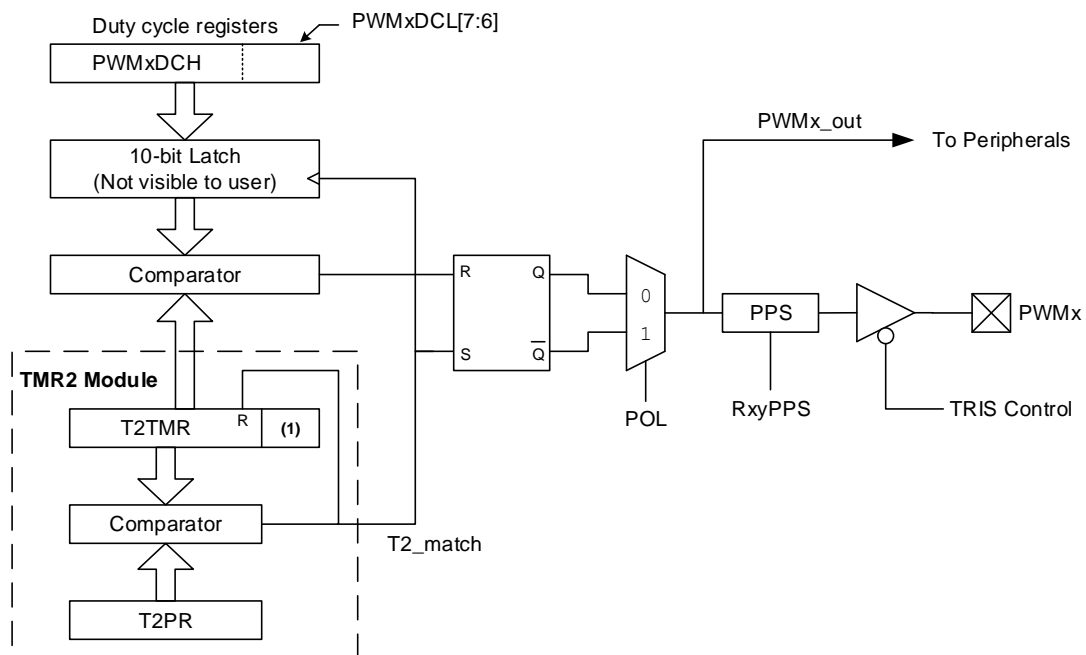 Duty cycle registers
PWMxDCL[7:6]
PWMxDCH
PWMx_out
To Peripherals
10-bit Latch
(Not visible to user)
Comparator
R
Q
S
Q̅
0
1
PPS
PWMx
POL
RxyPPS
TRIS Control
TMR2 Module
R
T2TMR
(1)
Comparator
T2_match
T2PR